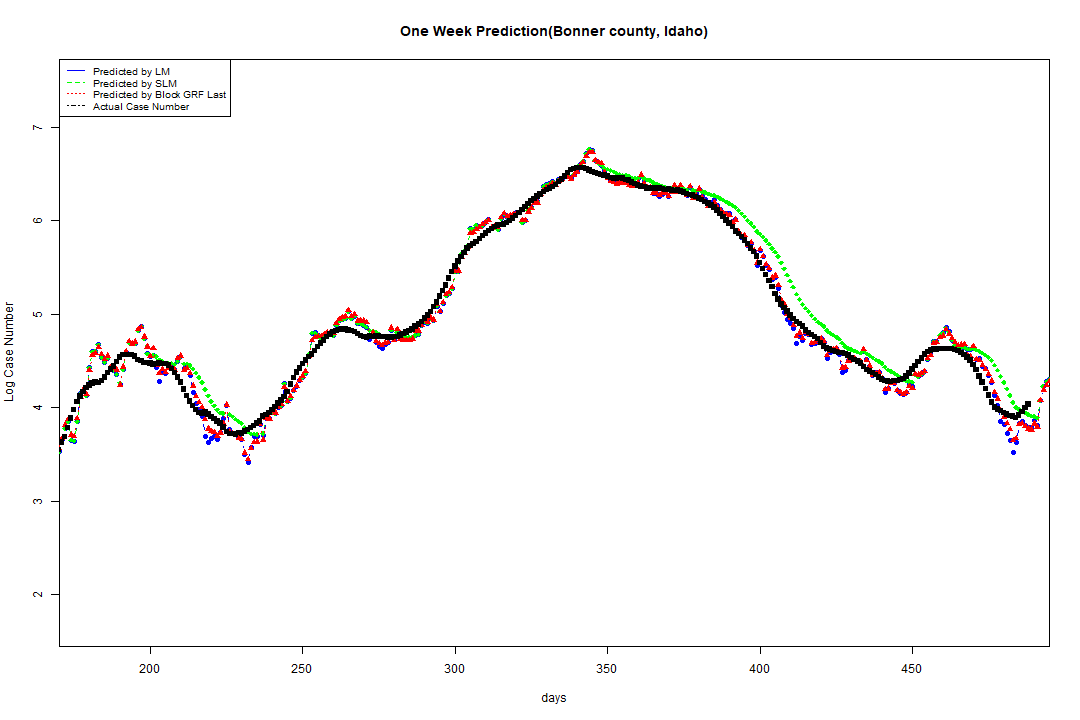 One Week Prediction(Bonner county, Idaho)
Predicted by LM
Predicted by SLM
Predicted by Block GRF Last
Actual Case Number
7
6
5
4
3
2
Log Case Number
200 250 300 350 400 450
days